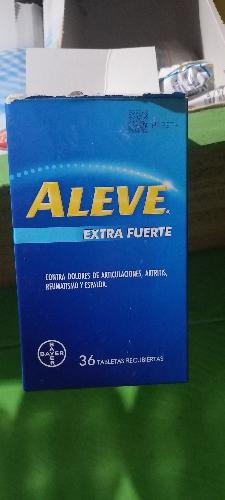 ALEVE
EXTRA FUERTE
CONTRA DOLORES DE ARTICULACIONES, ARTRITIS,
REUMATISMO Y ESPALDA.
BAYER
36 TABLETAS RECUBIERTAS